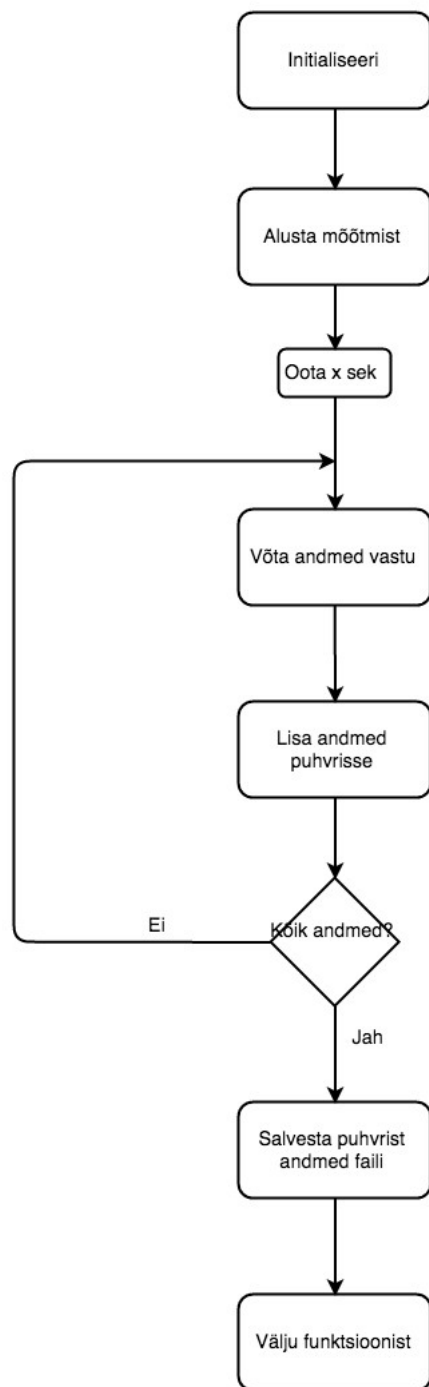 Initialiseeri
Alusta mõõtmist
Oota x sek
Võta andmed vastu
Lisa andmed
puhvrisse
Kõik andmed?
Ei
Jah
Salvesta puhvrist
andmed faili
Välju funktsioonist